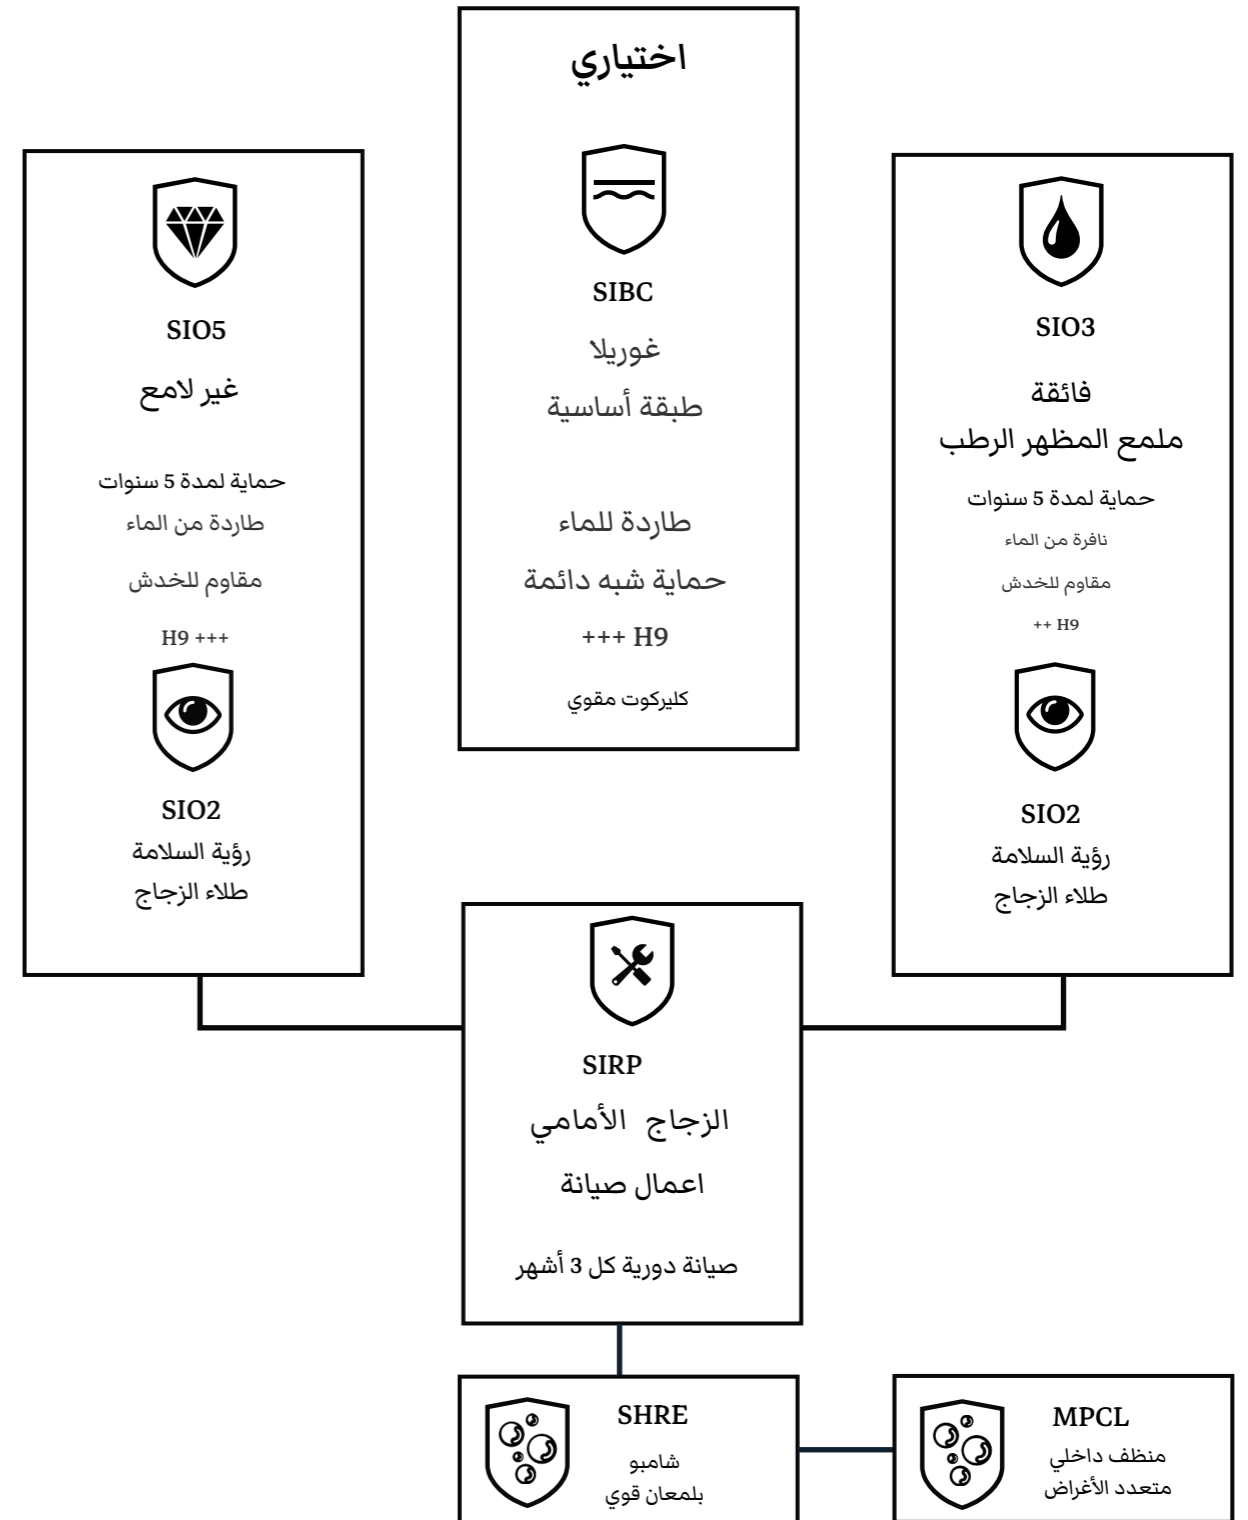 اختياري
SIBC
غوريلا
طبقة أساسية
طاردة للماء
حماية شبه دائمة
+++ H9
كليركوت مقوي
SIO3
فائقة
ملمع المظهر الرطب
حماية لمدة 5 سنوات
نافرة من الماء
مقاوم للخدش
++ H9
SIO2
رؤية السلامة
طلاء الزجاج
SIO5
غير لامع
حماية لمدة 5 سنوات
طاردة من الماء
مقاوم للخدش
H9 +++
SIO2
رؤية السلامة
طلاء الزجاج
SIRP
الزجاج الأمامي
اعمال صيانة
صيانة دورية كل 3 أشهر
SHRE
شامبو
بلمعان قوي
MPCL
منظف داخلي
متعدد الأغراض